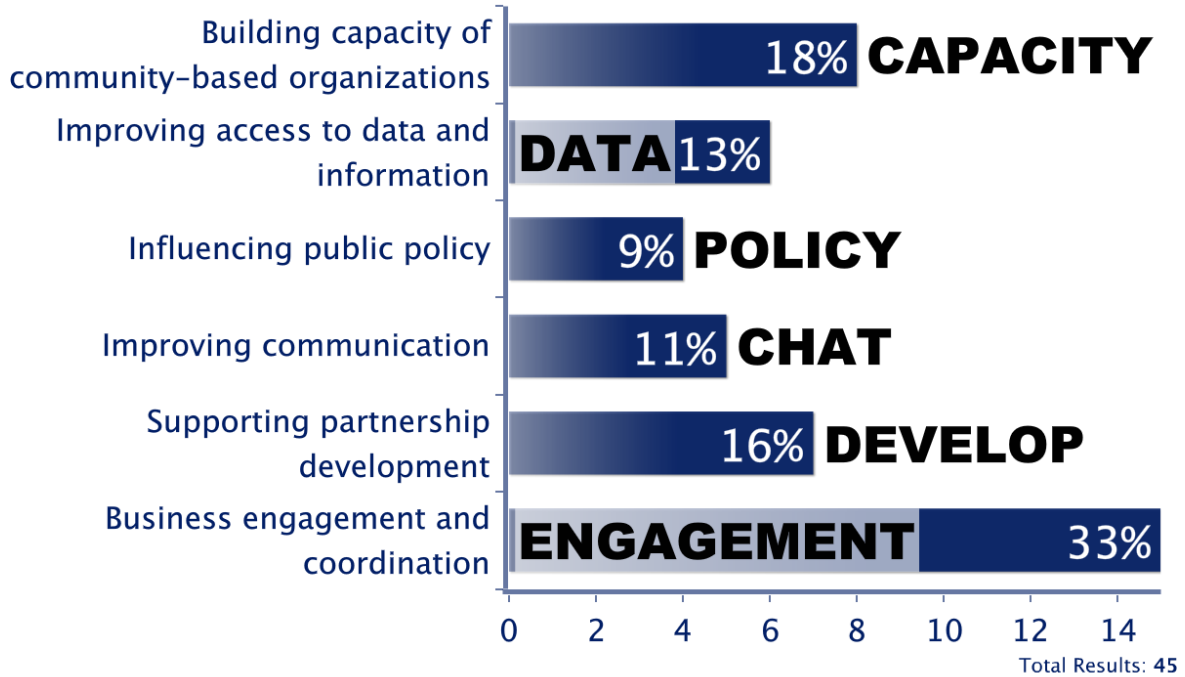 Building capacity of
community-based organizations
18% CAPACITY
Improving access to data and
information
DATA 13%
Influencing public policy
9% POLICY
Improving communication
11% CHAT
Supporting partnership
development
16% DEVELOP
Business engagement and
coordination
ENGAGEMENT 33%
0 2 4 6 8 10 12 14
Total Results: 45